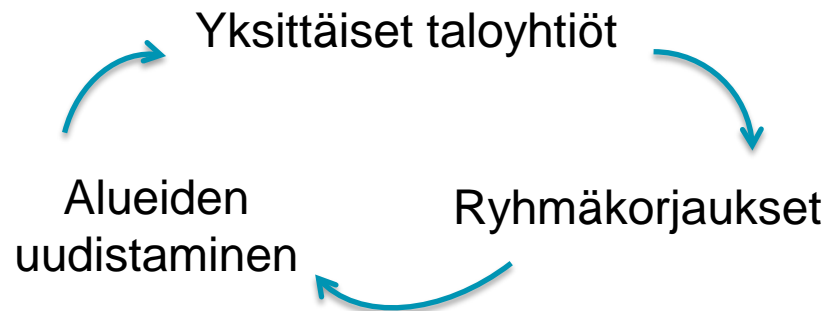 Yksittäiset taloyhtiöt
Alueiden
uudistaminen
Ryhmäkorjaukset